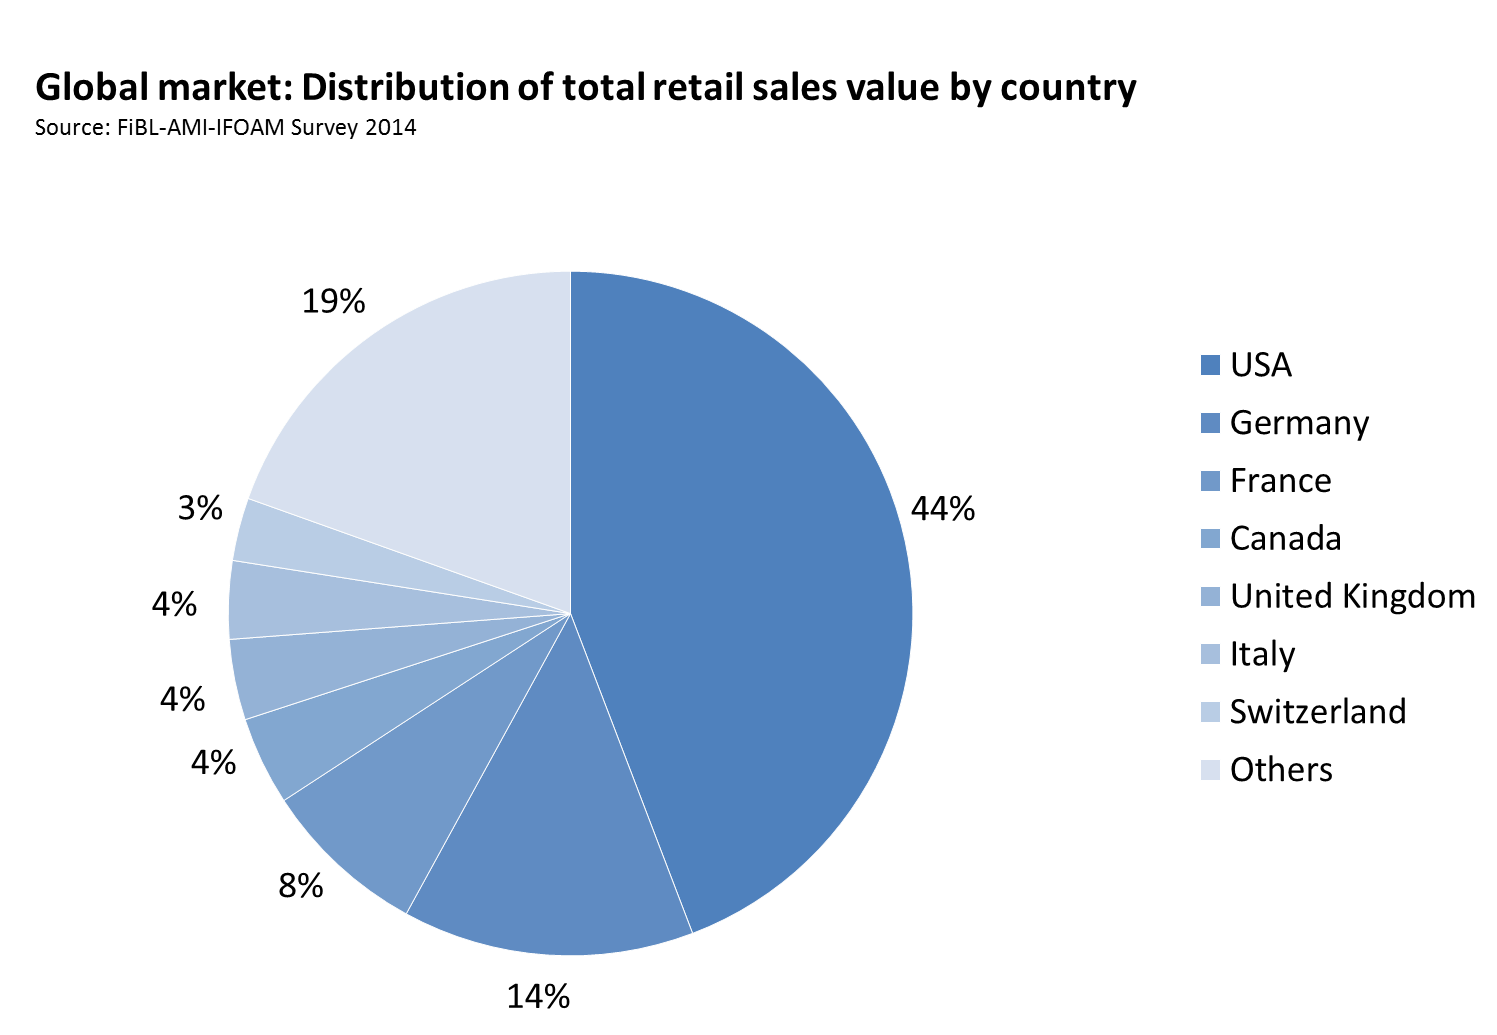 Global market: Distribution of total retail sales value by country
Source: FiBL-AMI-IFOAM Survey 2014
19%
3%
4%
4%
4%
8%
14%
44%
USA
Germany
France
Canada
United Kingdom
Italy
Switzerland
Others